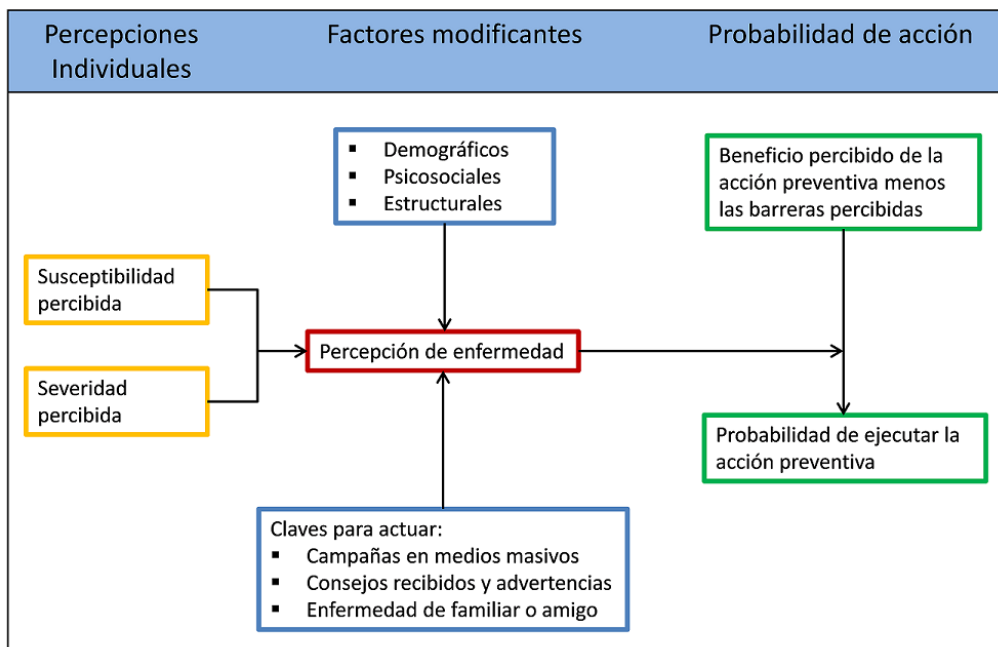 Percepciones
Individuales
Factores modificantes
Probabilidad de acción
▪ Demográficos
▪ Psicosociales
▪ Estructurales
Beneficio percibido de la
acción preventiva menos
las barreras percibidas
Susceptibilidad
percibida
Percepción de enfermedad
Severidad
percibida
Probabilidad de ejecutar la
acción preventiva
Claves para actuar:
▪ Campañas en medios masivos
▪ Consejos recibidos y advertencias
▪ Enfermedad de familiar o amigo